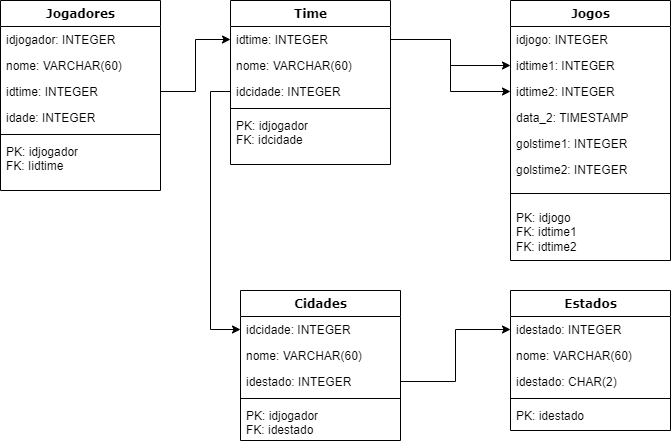 Jogadores
idjogador: INTEGER
nome: VARCHAR(60)
idtime: INTEGER
idade: INTEGER
PK: idjogador
FK: Iidtime
Time
idtime: INTEGER
nome: VARCHAR(60)
idcidade: INTEGER
PK: idjogador
FK: idcidade
Jogos
idjogo: INTEGER
idtime1: INTEGER
idtime2: INTEGER
data_2: TIMESTAMP
golstime1: INTEGER
golstime2: INTEGER
PK: idjogo
FK: idtime1
FK: idtime2
Cidades
idcidade: INTEGER
nome: VARCHAR(60)
idestado: INTEGER
PK: idjogador
FK: idestado
Estados
idestado: INTEGER
nome: VARCHAR(60)
idestado: CHAR(2)
PK: idestado